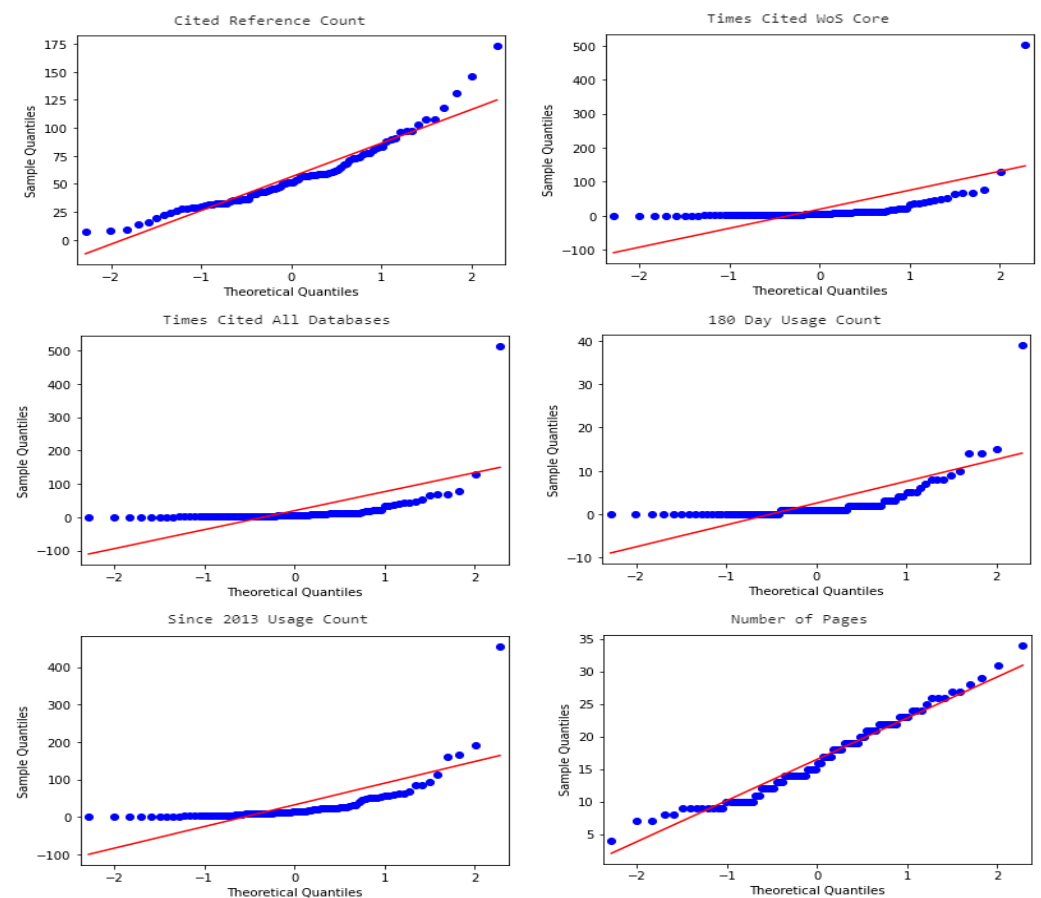 Cited Reference Count
175
150
125
100
75
50
25
0
Sample Quantiles
−2 −1 0 1 2
Theoretical Quantiles
Times Cited WoS Core
500
400
300
200
100
0
−100
Sample Quantiles
−2 −1 0 1 2
Theoretical Quantiles
Times Cited All Databases
500
400
300
200
100
0
−100
Sample Quantiles
−2 −1 0 1 2
Theoretical Quantiles
180 Day Usage Count
40
30
20
10
0
−10
Sample Quantiles
−2 −1 0 1 2
Theoretical Quantiles
Since 2013 Usage Count
400
300
200
100
0
−100
Sample Quantiles
−2 −1 0 1 2
Theoretical Quantiles
Number of Pages
35
30
25
20
15
10
5
Sample Quantiles
−2 −1 0 1 2
Theoretical Quantiles